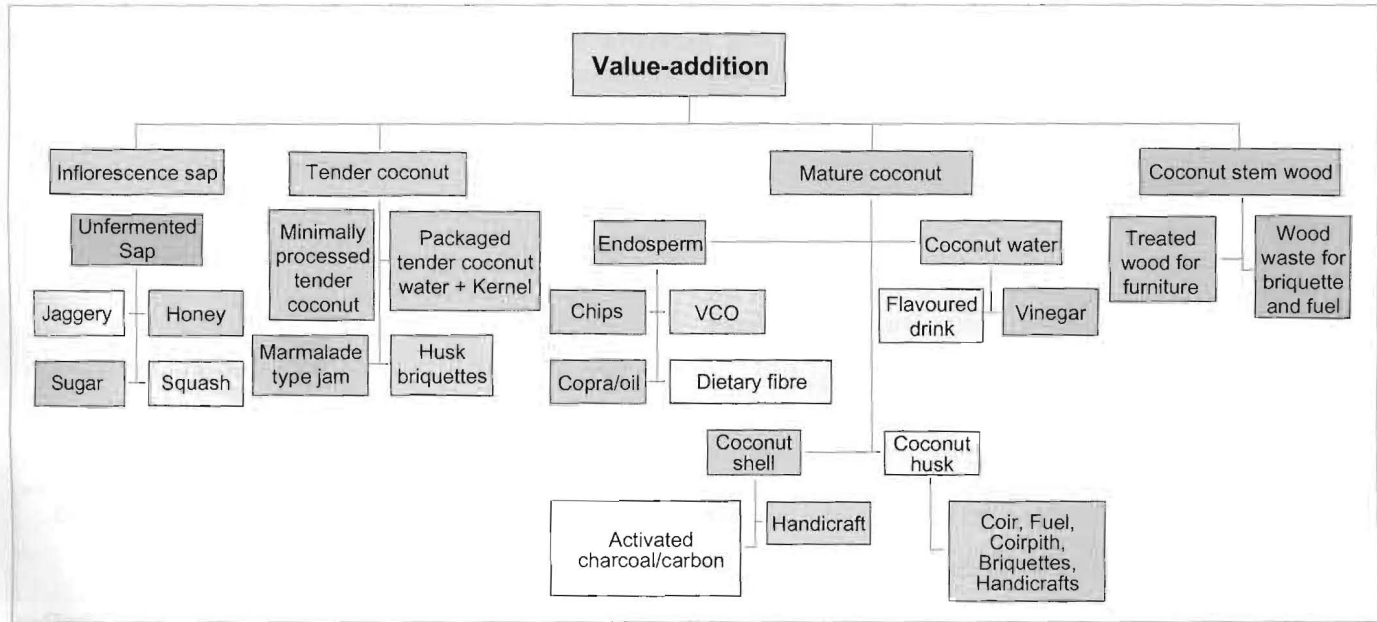 Value-addition
Inflorescence sap
Tender coconut
Mature coconut
Coconut stem wood
Unfermented
Sap
Jaggery
Honey
Sugar
Squash
Minimally
processed
tender
coconut
Packaged
tender coconut
water + Kernel
Marmalade
type jam
Husk
briquettes
Endosperm
Coconut water
Chips
VCO
Copra/oil
Dietary fibre
Flavoured
drink
Vinegar
Coconut
shell
Coconut
husk
Activated
charcoal/carbon
Handicraft
Coir, Fuel,
Coirpith,
Briquettes,
Handicrafts
Treated
wood for
furniture
Wood
waste for
briquette
and fuel